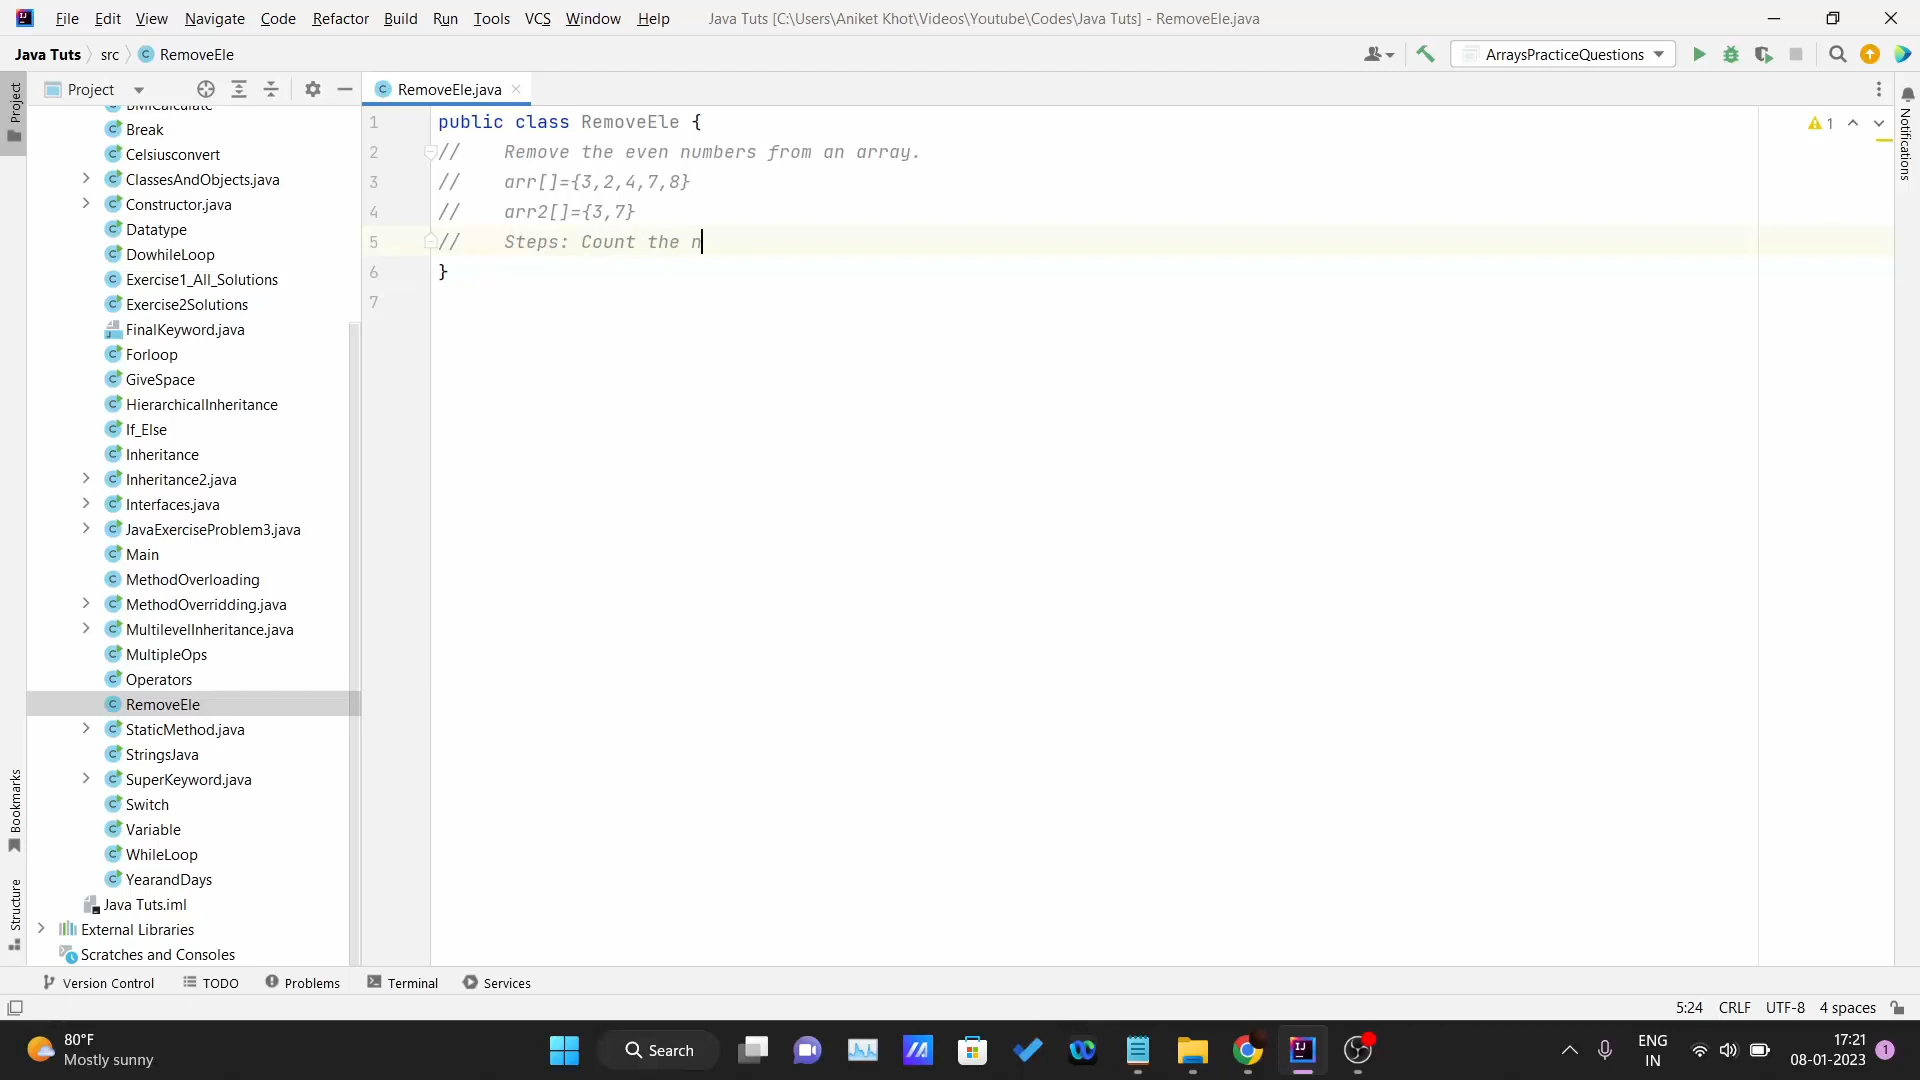 File Edit View Navigate Code Refactor Build Run Tools VCS Window Help Java Tuts [C:\Users\Aniket Khot\Videos\Youtube\Codes\Java Tuts] - RemoveEle.java
Java Tuts src RemoveEle ArraysPracticeQuestions
Project Project RemoveEle.java Notifications
BMICalculate
Break
Celsiusconvert
ClassesAndObjects.java
Constructor.java
Datatype
DowhileLoop
Exercise1_All_Solutions
Exercise2Solutions
FinalKeyword.java
Forloop
GiveSpace
HierarchicalInheritance
If_Else
Inheritance
Inheritance2.java
Interfaces.java
JavaExerciseProblem3.java
Main
MethodOverloading
MethodOverridding.java
MultilevelInheritance.java
MultipleOps
Operators
RemoveEle
StaticMethod.java
StringsJava
SuperKeyword.java
Switch
Variable
WhileLoop
YearandDays
Java Tuts.iml
External Libraries
Scratches and Consoles
Bookmarks
Structure
1 public class RemoveEle { 1
2 // Remove the even numbers from an array.
3 // arr[]={3,2,4,7,8}
4 // arr2[]={3,7}
5 // Steps: Count the n
6 }
7
Version Control TODO Problems Terminal Services
5:24 CRLF UTF-8 4 spaces
80°F
Mostly sunny
Search
ENG
IN
17:21
08-01-2023
1